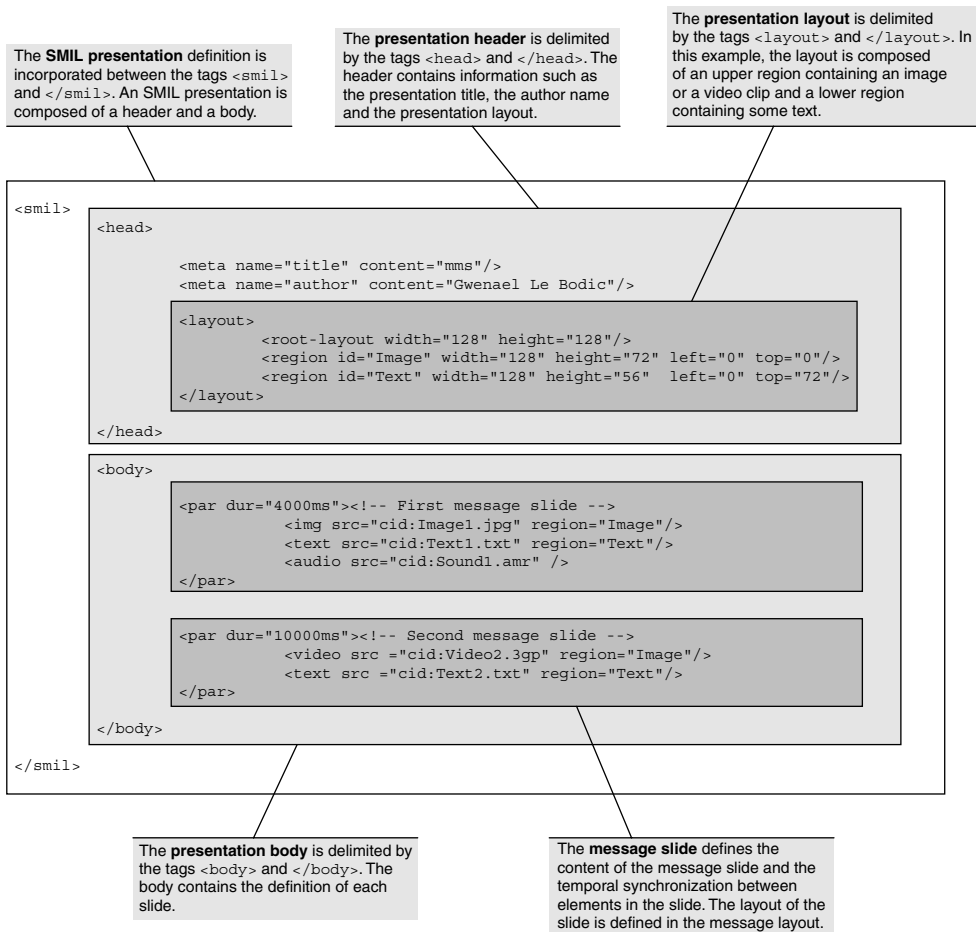 The SMIL presentation definition is
incorporated between the tags <smil>
and </smil>. An SMIL presentation is
composed of a header and a body.
The presentation header is delimited
by the tags <head> and </head>. The
header contains information such as
the presentation title, the author name
and the presentation layout.
The presentation layout is delimited
by the tags <layout> and </layout>. In
this example, the layout is composed
of an upper region containing an image
or a video clip and a lower region
containing some text.
<smil>
<head>
<meta name="title" content="mms"/>
<meta name="author" content="Gwenael Le Bodic"/>
<layout>
<root-layout width="128" height="128"/>
<region id="Image" width="128" height="72" left="0" top="0"/>
<region id="Text" width="128" height="56" left="0" top="72"/>
</layout>
</head>
<body>
<par dur="4000ms"><!-- First message slide -->
<img src="cid:Image1.jpg" region="Image"/>
<text src="cid:Text1.txt" region="Text"/>
<audio src="cid:Sound1.amr" />
</par>
<par dur="10000ms"><!-- Second message slide -->
<video src ="cid:Video2.3gp" region="Image"/>
<text src ="cid:Text2.txt" region="Text"/>
</par>
</body>
</smil>
The presentation body is delimited by
the tags <body> and </body>. The
body contains the definition of each
slide.
The message slide defines the
content of the message slide and the
temporal synchronization between
elements in the slide. The layout of the
slide is defined in the message layout.